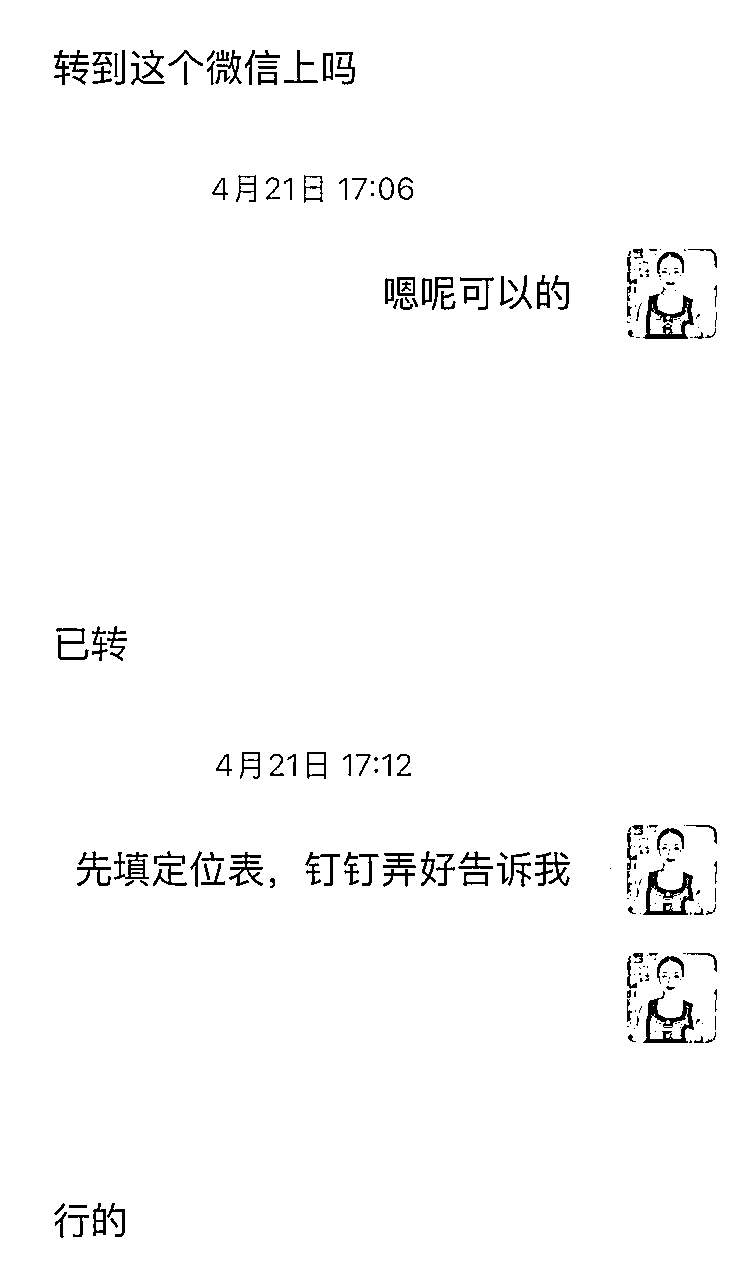 转到这个微信上吗
4月21日 17:06
嗯呢可以的
已转
4月21日 17:12
先填定位表，钉钉弄好告诉我
行的